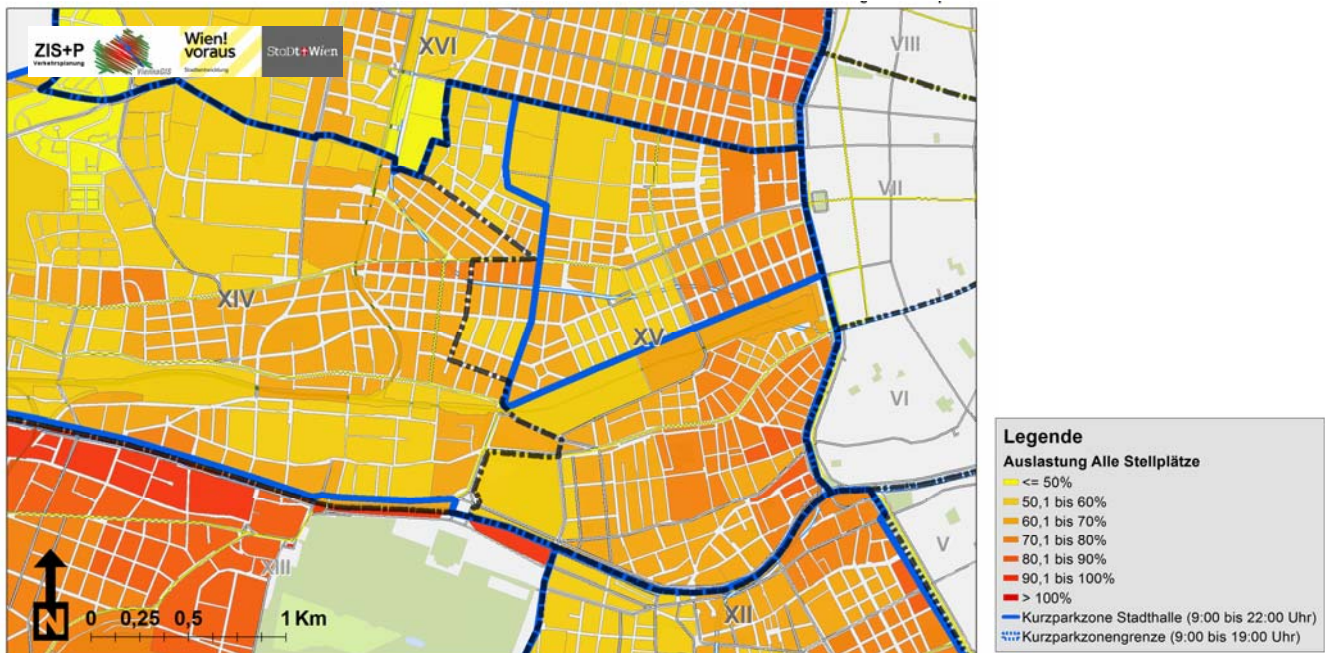 ZIS+P
Verkehrsplanung
ViennaGIS
Wien!
voraus
Stadtentwicklung
StaDt Wien
XVI
VIII
VII
XIV
XV
VI
V
XIII
XII
N
0 0,25 0,5 1 Km
Legende
Auslastung Alle Stellplätze
<= 50%
50,1 bis 60%
60,1 bis 70%
70,1 bis 80%
80,1 bis 90%
90,1 bis 100%
> 100%
Kurzparkzone Stadthalle (9:00 bis 22:00 Uhr)
Kurzparkzonengrenze (9:00 bis 19:00 Uhr)